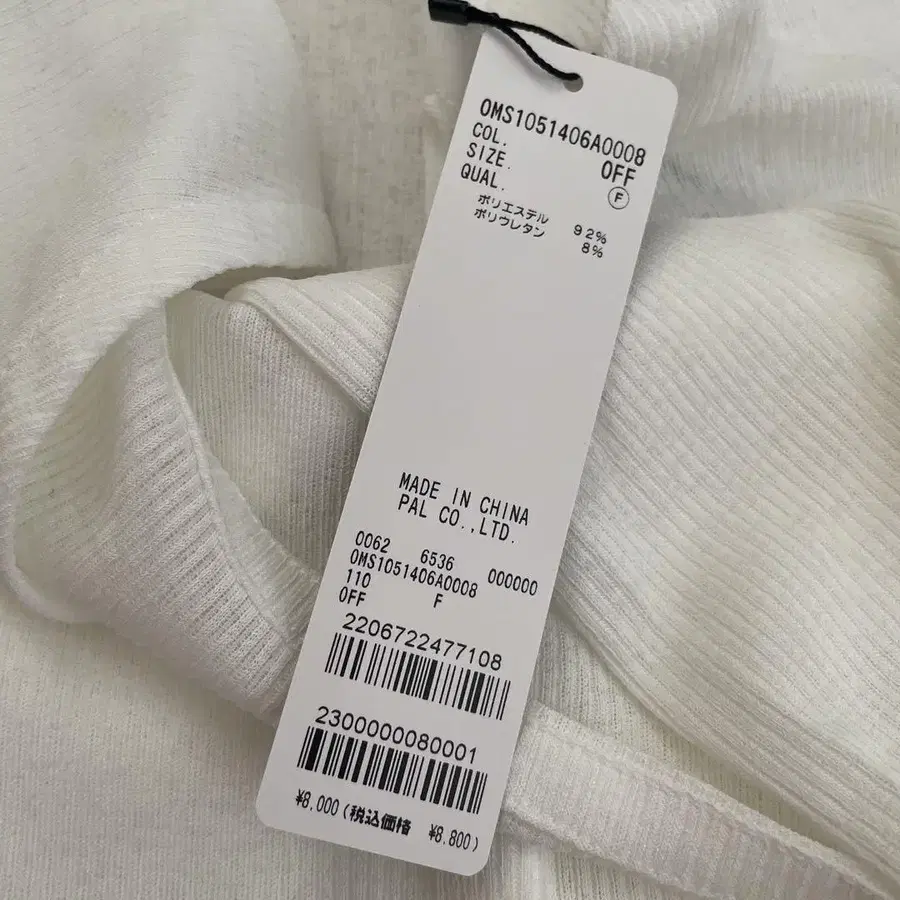 OMS1051406A0008
COL. OFF
SIZE. F
QUAL.
ポリエステル 92%
ポリウレタン 8%
MADE IN CHINA
PAL CO.,LTD.
0062 6536 000000
OMS1051406A0008
110
OFF F
2206722477108
2300000080001
¥8.000(税込価格 ¥8.800)